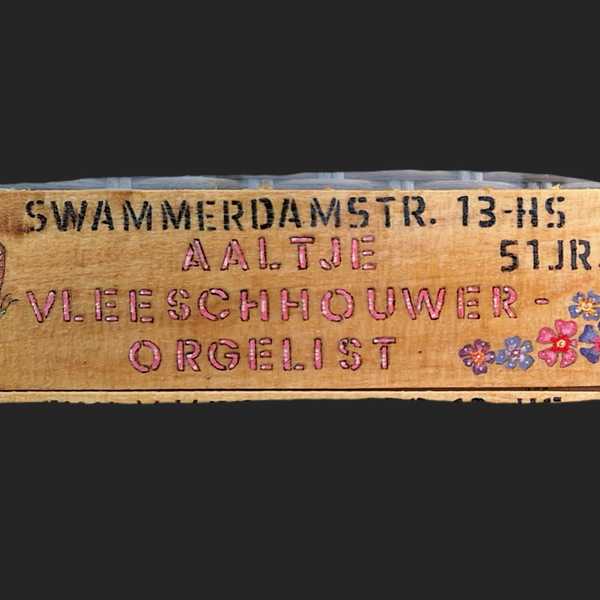 SWAMMERDAMSTR. 13-HS
AALTJE 51JR.
VLEESCHHOUWER-
ORGELIST